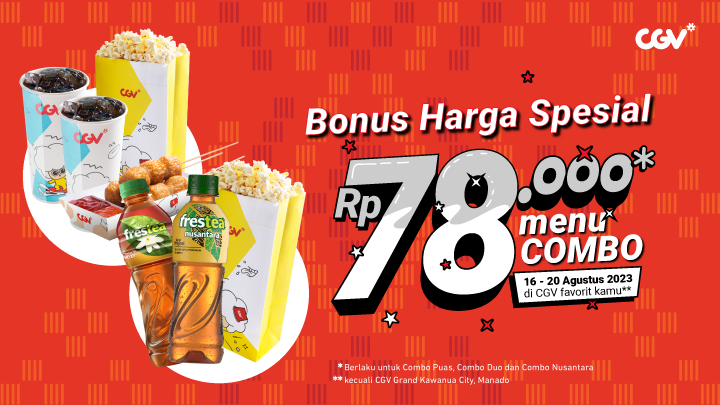 CGV*
Bonus Harga Spesial
Rp 78.000*
menu
COMBO
16 - 20 Agustus 2023
di CGV favorit kamu**
* Berlaku untuk Combo Puas, Combo Duo dan Combo Nusantara
** kecuali CGV Grand Kawanua City, Manado
CGV
CGV
CGV
CGV
frestea
frestea
nusantara